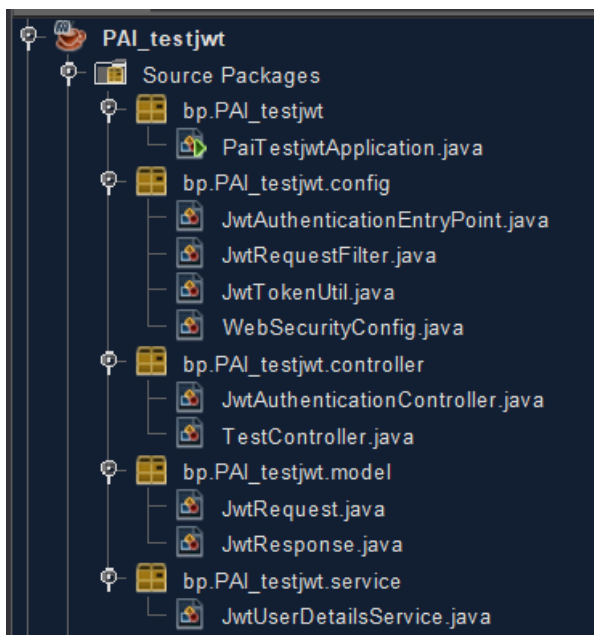 PAI_testjwt
Source Packages
bp.PAI_testjwt
PaiTestjwtApplication.java
bp.PAI_testjwt.config
JwtAuthenticationEntryPoint.java
JwtRequestFilter.java
JwtTokenUtil.java
WebSecurityConfig.java
bp.PAI_testjwt.controller
JwtAuthenticationController.java
TestController.java
bp.PAI_testjwt.model
JwtRequest.java
JwtResponse.java
bp.PAI_testjwt.service
JwtUserDetailsService.java